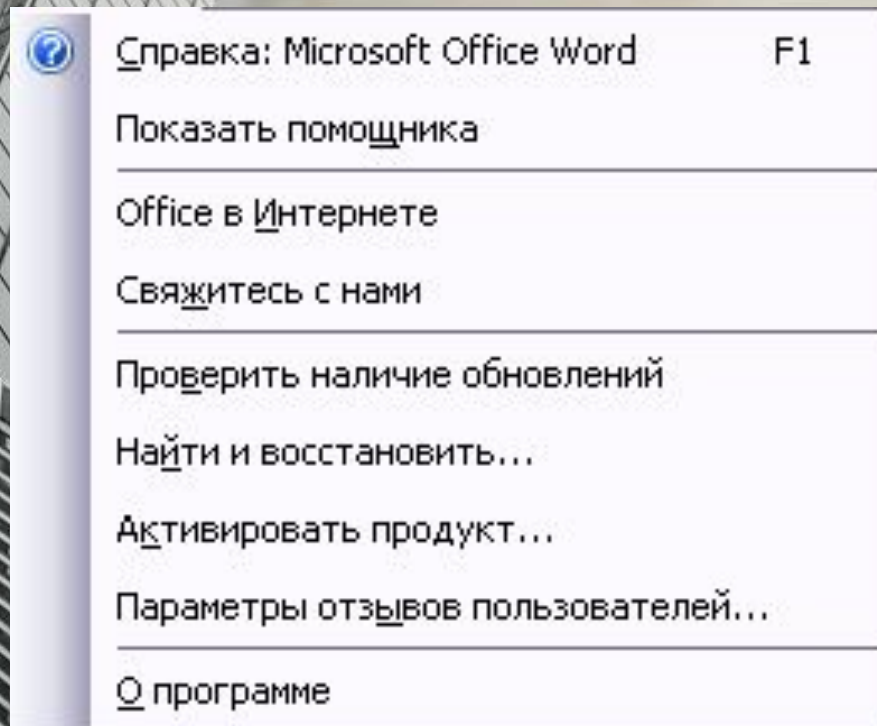 Справка: Microsoft Office Word F1
Показать помощника
Office в Интернете
Свяжитесь с нами
Проверить наличие обновлений
Найти и восстановить...
Активировать продукт...
Параметры отзывов пользователей...
О программе